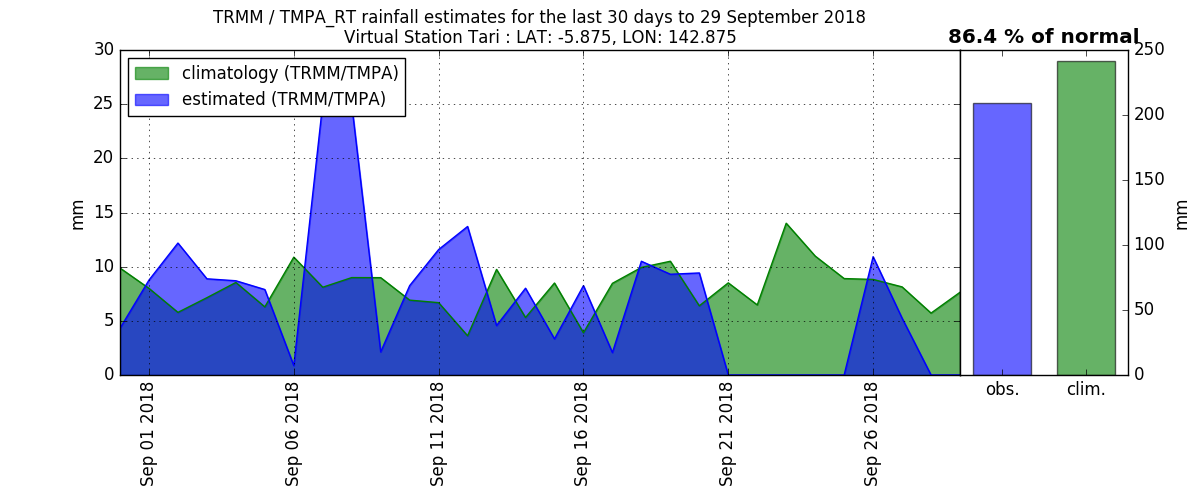 TRMM / TMPA_RT rainfall estimates for the last 30 days to 29 September 2018
Virtual Station Tari : LAT: -5.875, LON: 142.875
86.4 % of normal
climatology (TRMM/TMPA)
estimated (TRMM/TMPA)
30
25
20
15
10
5
0
mm
Sep 01 2018
Sep 06 2018
Sep 11 2018
Sep 16 2018
Sep 21 2018
Sep 26 2018
250
200
150
100
50
0
mm
obs.
clim.